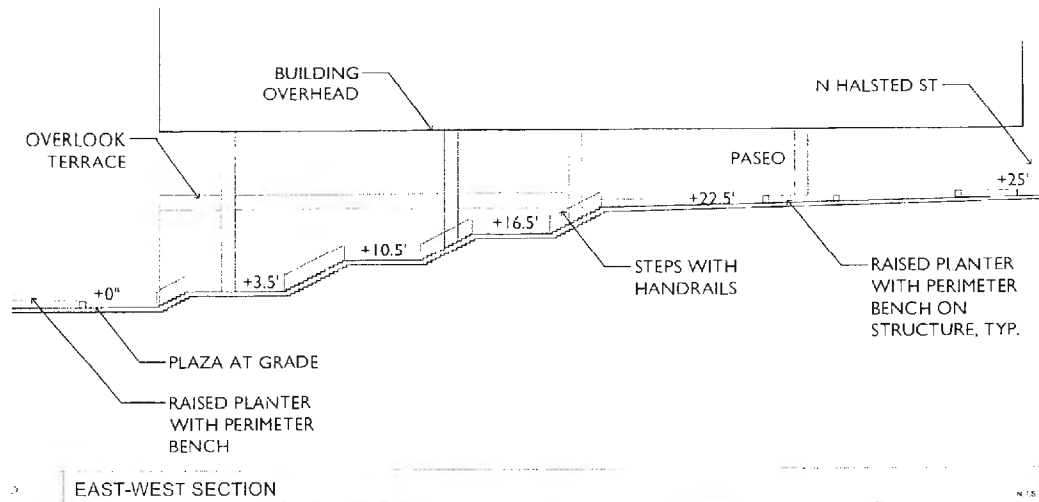 BUILDING
OVERHEAD
N HALSTED ST
OVERLOOK
TERRACE
PASEO
+25'
+22.5'
+16.5'
+10.5'
+3.5'
+0"
STEPS WITH
HANDRAILS
RAISED PLANTER
WITH PERIMETER
BENCH ON
STRUCTURE, TYP.
PLAZA AT GRADE
RAISED PLANTER
WITH PERIMETER
BENCH
EAST-WEST SECTION